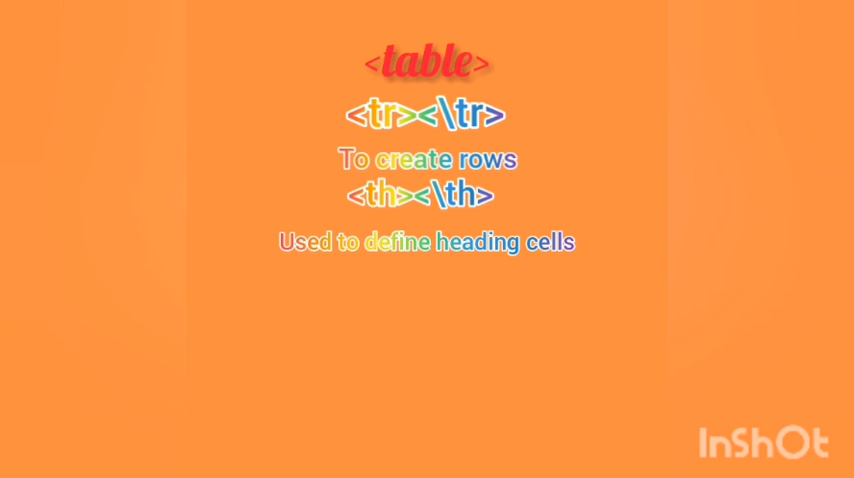 <table>
<tr><\tr>
To create rows
<th><\th>
Used to define heading cells
InShOt